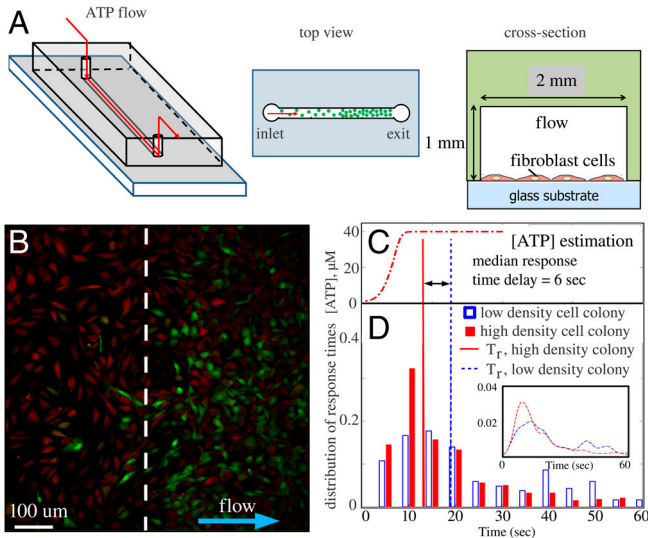 A
ATP flow
top view
inlet
exit
cross-section
2 mm
1 mm
flow
fibroblast cells
glass substrate
B
100 um
flow
C
[ATP], µM
40
20
0
[ATP] estimation
median response
time delay = 6 sec
D
distribution of response times
0.4
0.2
0
low density cell colony
high density cell colony
Tr, high density colony
Tr, low density colony
0.04
0.02
0
60
Time (sec)
0
10
20
30
40
50
60
Time (sec)